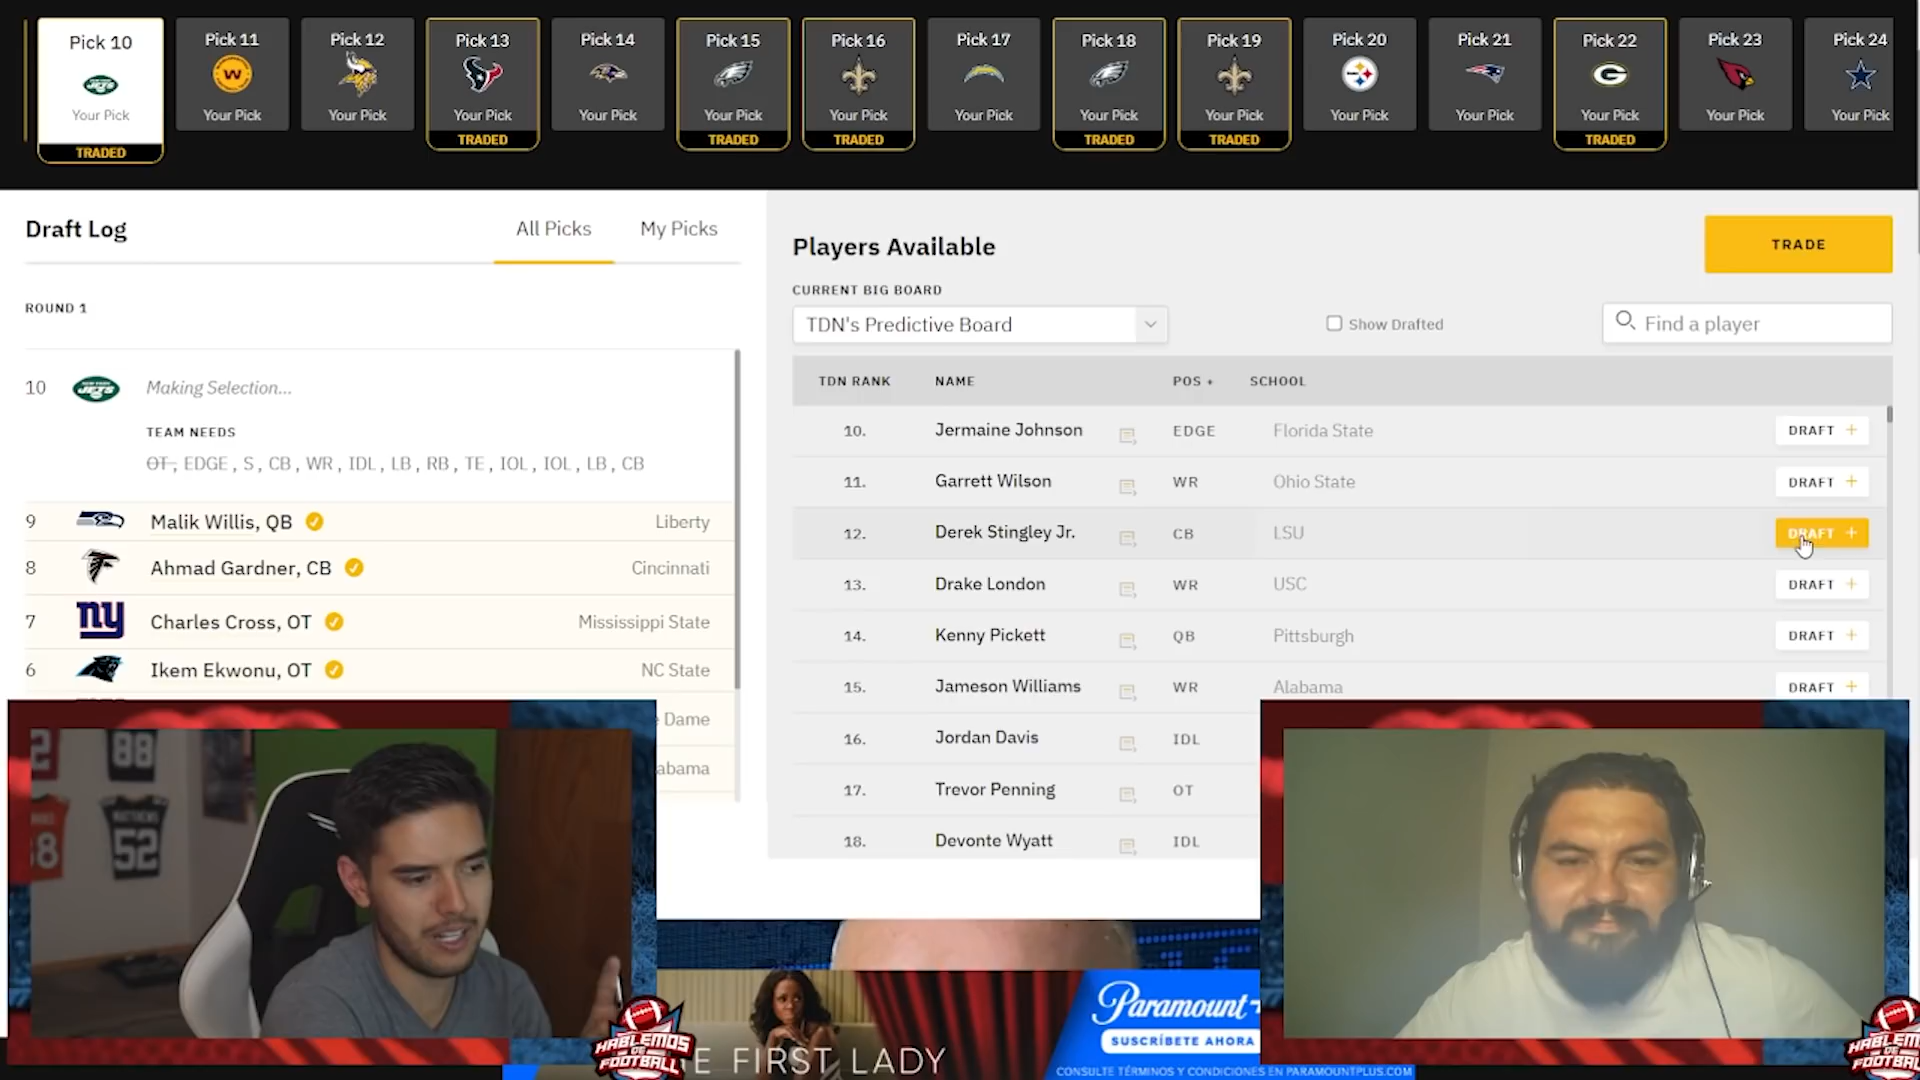 Pick 10 Pick 11 Pick 12 Pick 13 Pick 14 Pick 15 Pick 16 Pick 17 Pick 18 Pick 19 Pick 20 Pick 21 Pick 22 Pick 23 Pick 24
JETS W G
Your Pick Your Pick Your Pick Your Pick Your Pick Your Pick Your Pick Your Pick Your Pick Your Pick Your Pick Your Pick Your Pick Your Pick Your Pick
TRADED TRADED TRADED TRADED TRADED TRADED TRADED
Draft Log All Picks My Picks
ROUND 1
10 JETS Making Selection...
TEAM NEEDS
OT, EDGE, S, CB, WR, IDL, LB, RB, TE, IOL, IOL, LB, CB
9 Malik Willis, QB Liberty
8 Ahmad Gardner, CB Cincinnati
7 ny Charles Cross, OT Mississippi State
6 Ikem Ekwonu, OT NC State
Dame
abama
Players Available TRADE
CURRENT BIG BOARD
TDN's Predictive Board Show Drafted Find a player
TDN RANK NAME POS + SCHOOL
10. Jermaine Johnson EDGE Florida State DRAFT +
11. Garrett Wilson WR Ohio State DRAFT +
12. Derek Stingley Jr. CB LSU DRAFT +
13. Drake London WR USC DRAFT +
14. Kenny Pickett QB Pittsburgh DRAFT +
15. Jameson Williams WR Alabama DRAFT +
16. Jordan Davis IDL
17. Trevor Penning OT
18. Devonte Wyatt IDL
2 88
52
8
HABLEMOS
DE
FOOTBALL
E FIRST LADY
Paramount+
SUSCRÍBETE AHORA
CONSULTE TÉRMINOS Y CONDICIONES EN PARAMOUNTPLUS.COM
HABLEM
DE
FOOTBAL